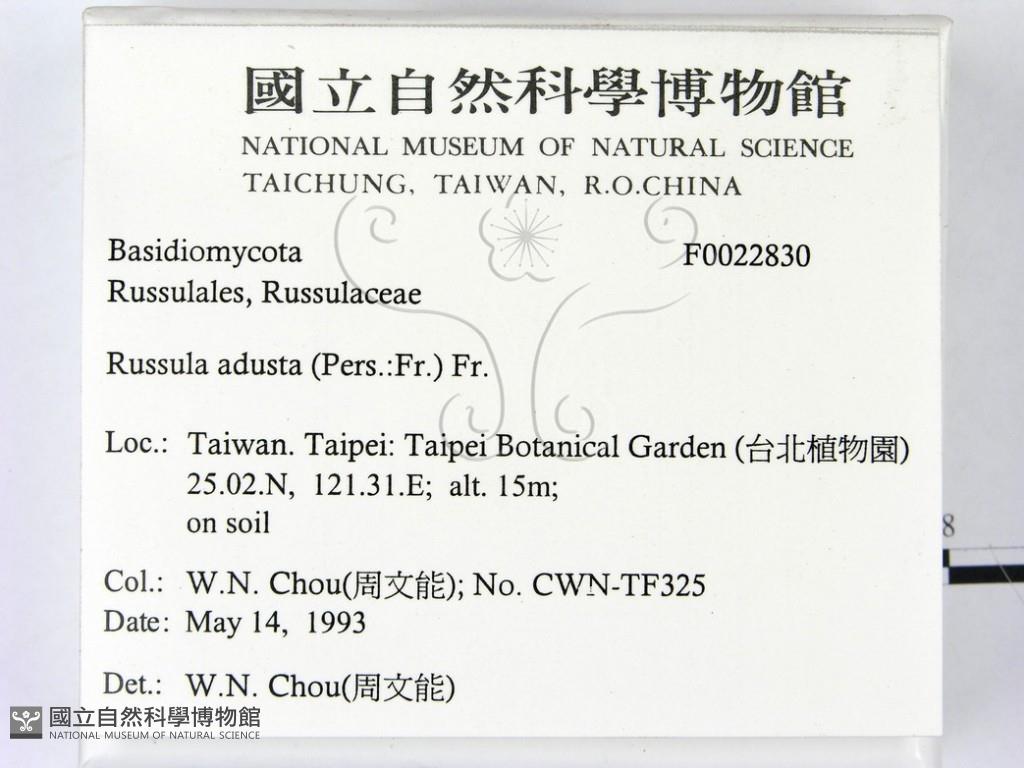 國立自然科學博物館
NATIONAL MUSEUM OF NATURAL SCIENCE
TAICHUNG, TAIWAN, R.O.CHINA
Basidiomycota F0022830
Russulales, Russulaceae
Russula adusta (Pers.:Fr.) Fr.
Loc.: Taiwan. Taipei: Taipei Botanical Garden (台北植物園)
25.02.N, 121.31.E; alt. 15m;
on soil
Col.: W.N. Chou(周文能); No. CWN-TF325
Date: May 14, 1993
Det.: W.N. Chou(周文能)
8
國立自然科學博物館
NATIONAL MUSEUM OF NATURAL SCIENCE